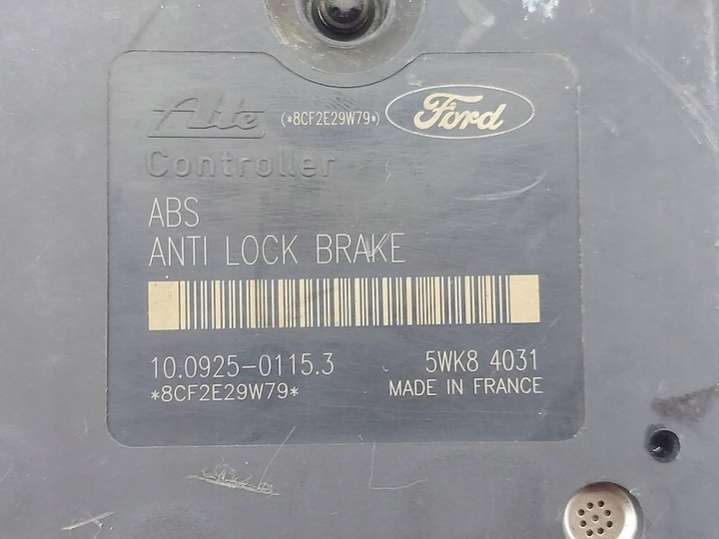 Ate (*8CF2E29W79*) Ford
Controller
ABS
ANTI LOCK BRAKE
10.0925-0115.3 5WK8 4031
*8CF2E29W79* MADE IN FRANCE